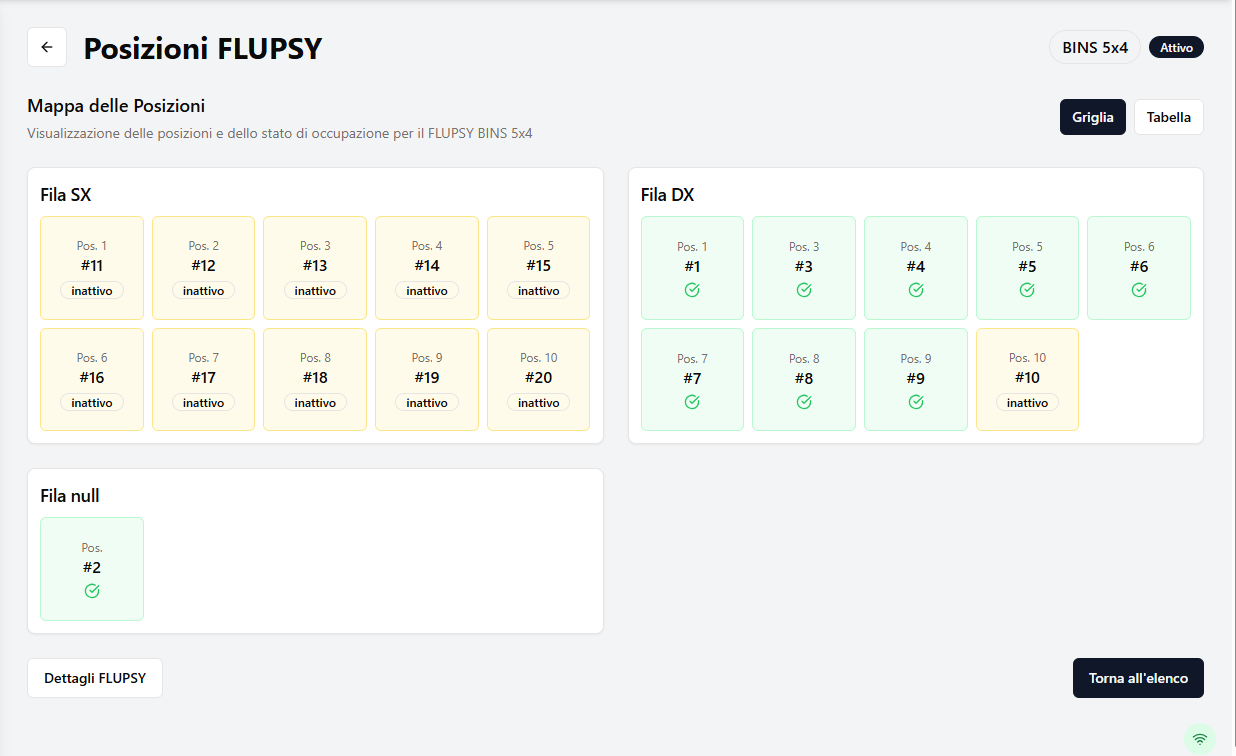 Posizioni FLUPSY
BINS 5x4
Attivo
Mappa delle Posizioni
Visualizzazione delle posizioni e dello stato di occupazione per il FLUPSY BINS 5x4
Griglia
Tabella
Fila SX
Pos. 1 Pos. 2 Pos. 3 Pos. 4 Pos. 5
#11 #12 #13 #14 #15
inattivo inattivo inattivo inattivo inattivo
Pos. 6 Pos. 7 Pos. 8 Pos. 9 Pos. 10
#16 #17 #18 #19 #20
inattivo inattivo inattivo inattivo inattivo
Fila DX
Pos. 1 Pos. 3 Pos. 4 Pos. 5 Pos. 6
#1 #3 #4 #5 #6
Pos. 7 Pos. 8 Pos. 9 Pos. 10
#7 #8 #9 #10
inattivo
Fila null
Pos.
#2
Dettagli FLUPSY
Torna all'elenco